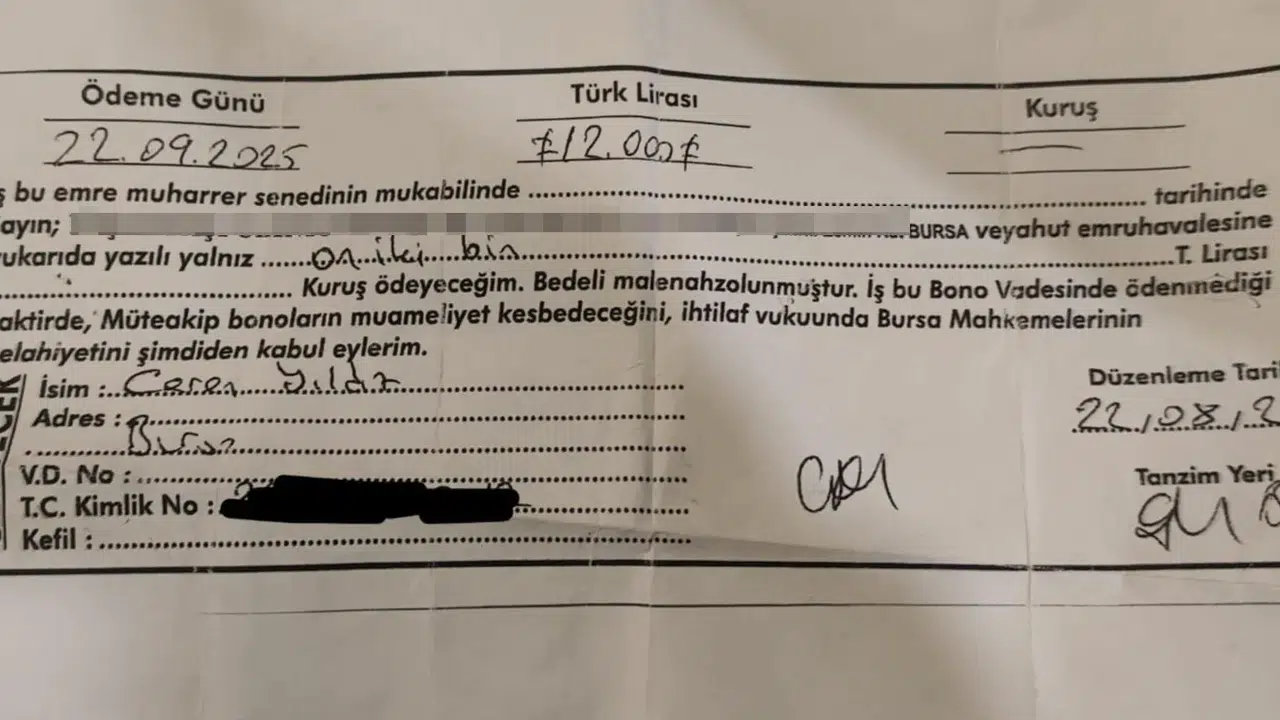 Ödeme Günü Türk Lirası Kuruş
22.09.2025 #12.000# —
ş bu emre muharrer senedinin mukabilinde ........ tarihinde
ayın; BURSA veyahut emruhavalesine
ukarıda yazılı yalnız ...... on iki bin ........ T. Lirası
........ Kuruş ödeyeceğim. Bedeli malenahzolunmuştur. İş bu Bono Vadesinde ödenmediği
aktirde, Müteakip bonoların muameliyet kesbedeceğini, ihtilaf vukuunda Bursa Mahkemelerinin
elahiyetini şimdiden kabul eylerim.
İsim : Ceren Yıldız
Adres :
Bursa
V.D. No :
T.C. Kimlik No :
Kefil :
Düzenleme Tari
22/08/2
Tanzim Yeri